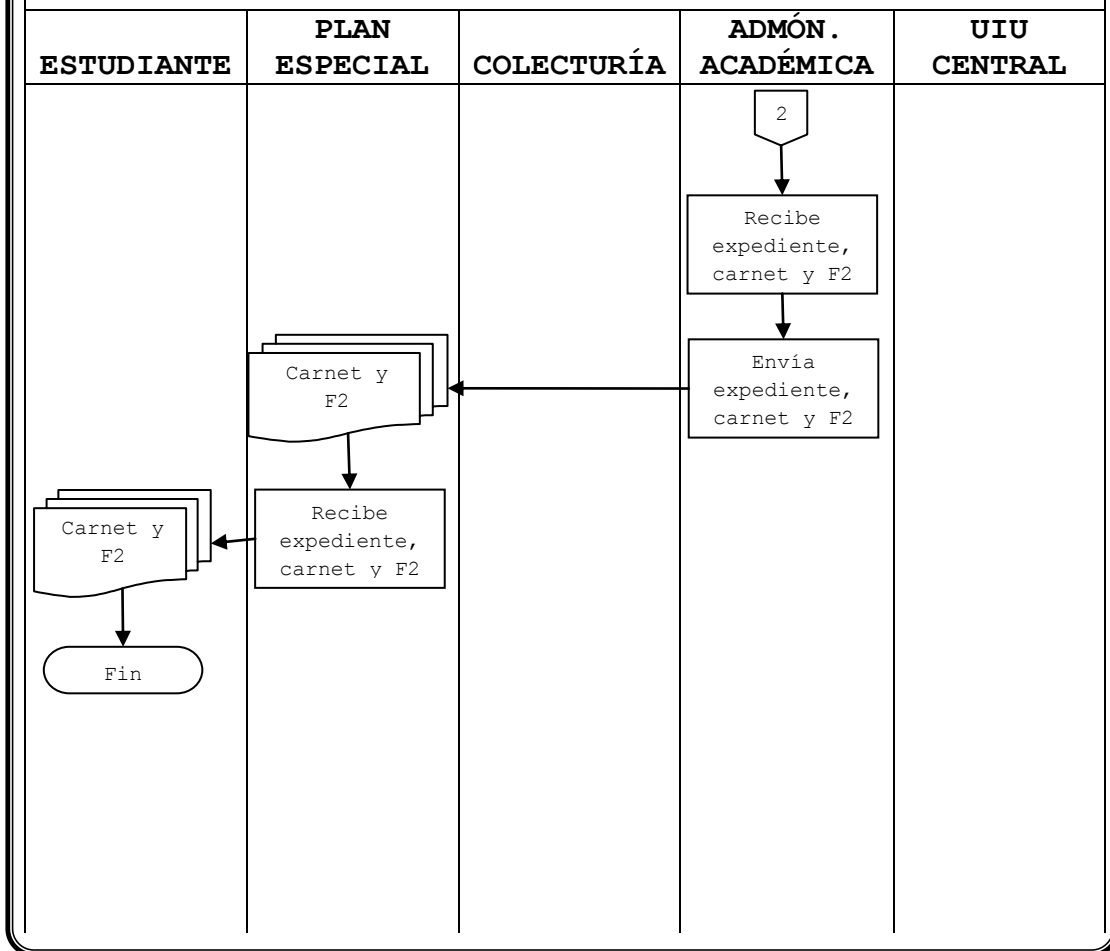 ESTUDIANTE
PLAN
ESPECIAL
COLECTURÍA
ADMÓN.
ACADÉMICA
UIU
CENTRAL
2
Recibe
expediente,
carnet y F2
Envía
expediente,
carnet y F2
Carnet y
F2
Recibe
expediente,
carnet y F2
Carnet y
F2
Fin